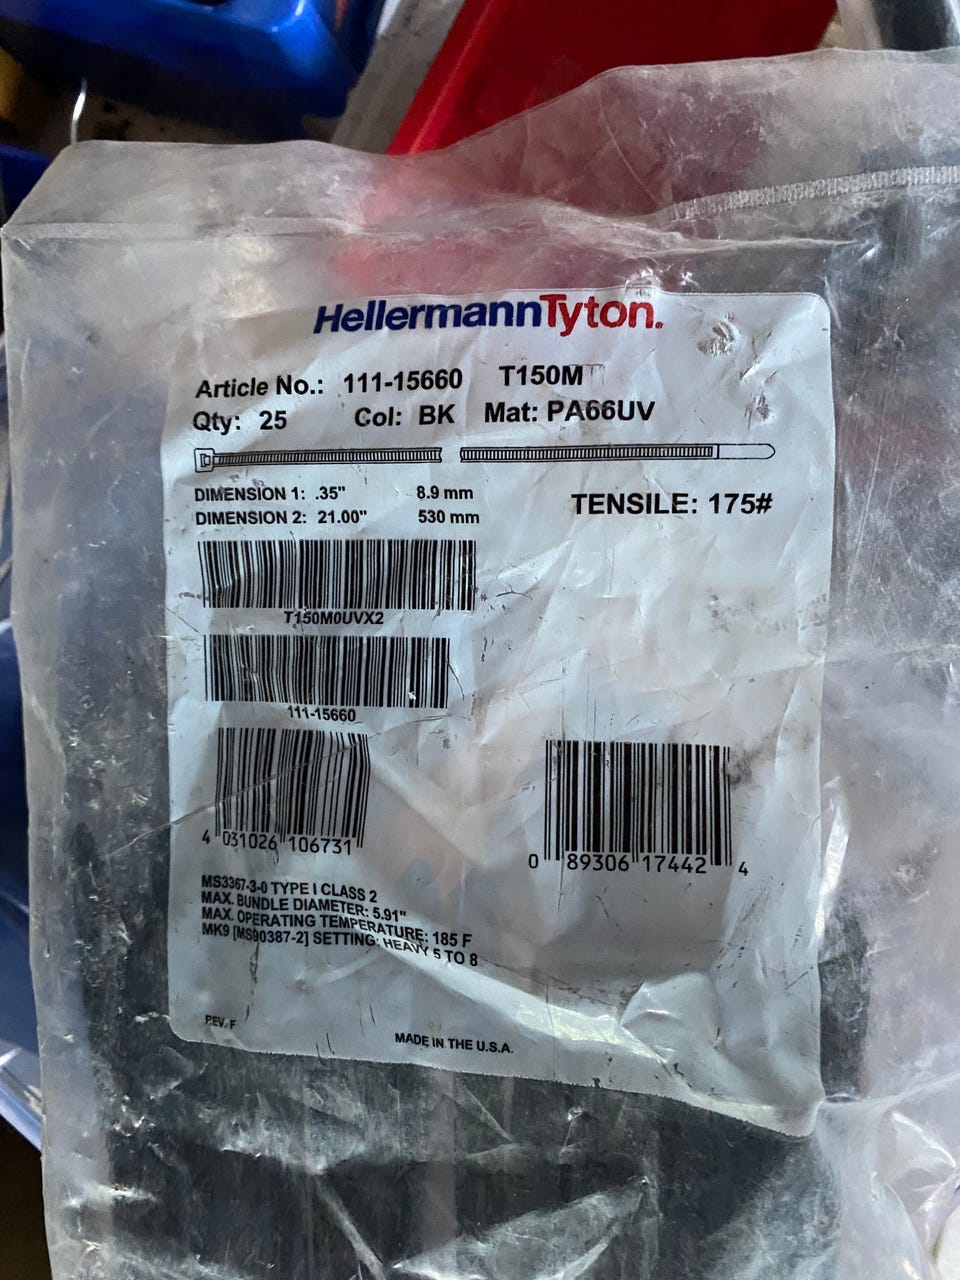 HellermannTyton.
Article No.: 111-15660 T150M
Qty: 25 Col: BK Mat: PA66UV
DIMENSION 1: .35" 8.9 mm
DIMENSION 2: 21.00" 530 mm
TENSILE: 175#
T150M0UVX2
111-15660
4 031026 106731
0 89306 17442 4
MS3367-3-0 TYPE I CLASS 2
MAX. BUNDLE DIAMETER: 5.91"
MAX. OPERATING TEMPERATURE: 185 F
MK9 [MS90387-2] SETTING: HEAVY 5 TO 8
REV. F
MADE IN THE U.S.A.